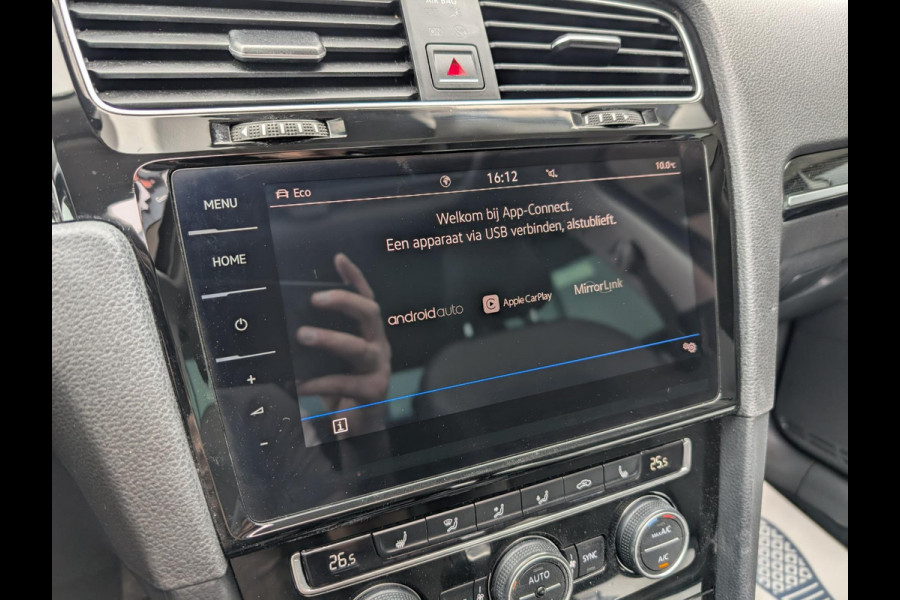 MENU
Eco
16:12
10.0°C
Welkom bij App-Connect.
Een apparaat via USB verbinden, alstublieft.
HOME
androidauto
Apple CarPlay
MirrorLink
+
-
i
25.5
26.5
AUTO
SYNC
MAX A/C
A/C